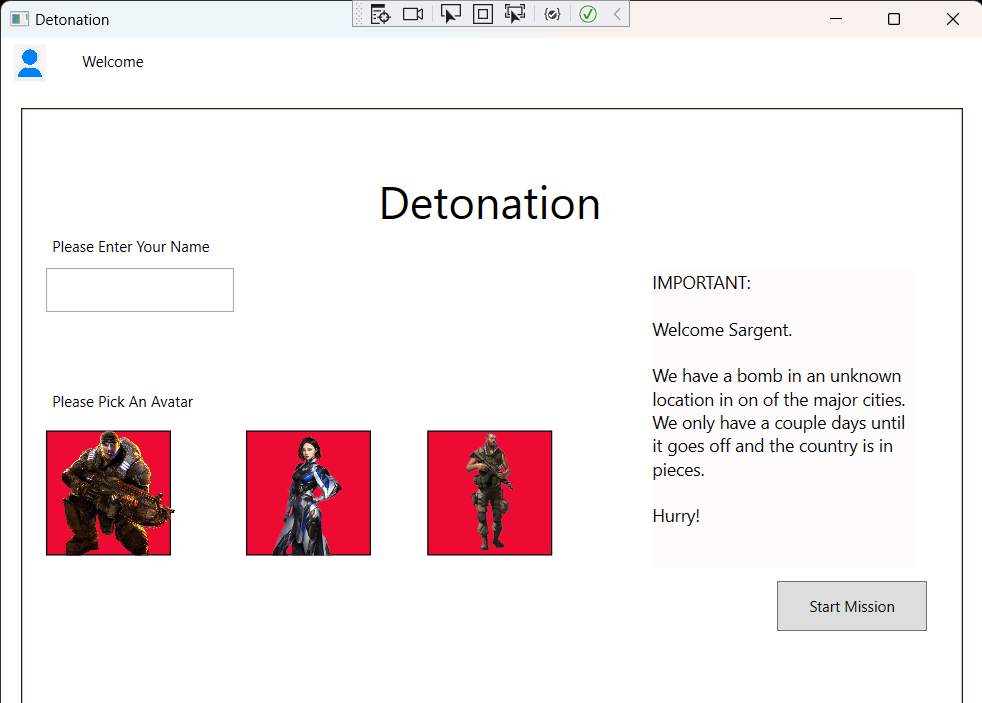 Detonation
Welcome
Detonation
Please Enter Your Name
IMPORTANT:
Welcome Sargent.
We have a bomb in an unknown
location in on of the major cities.
We only have a couple days until
it goes off and the country is in
pieces.
Hurry!
Please Pick An Avatar
Start Mission